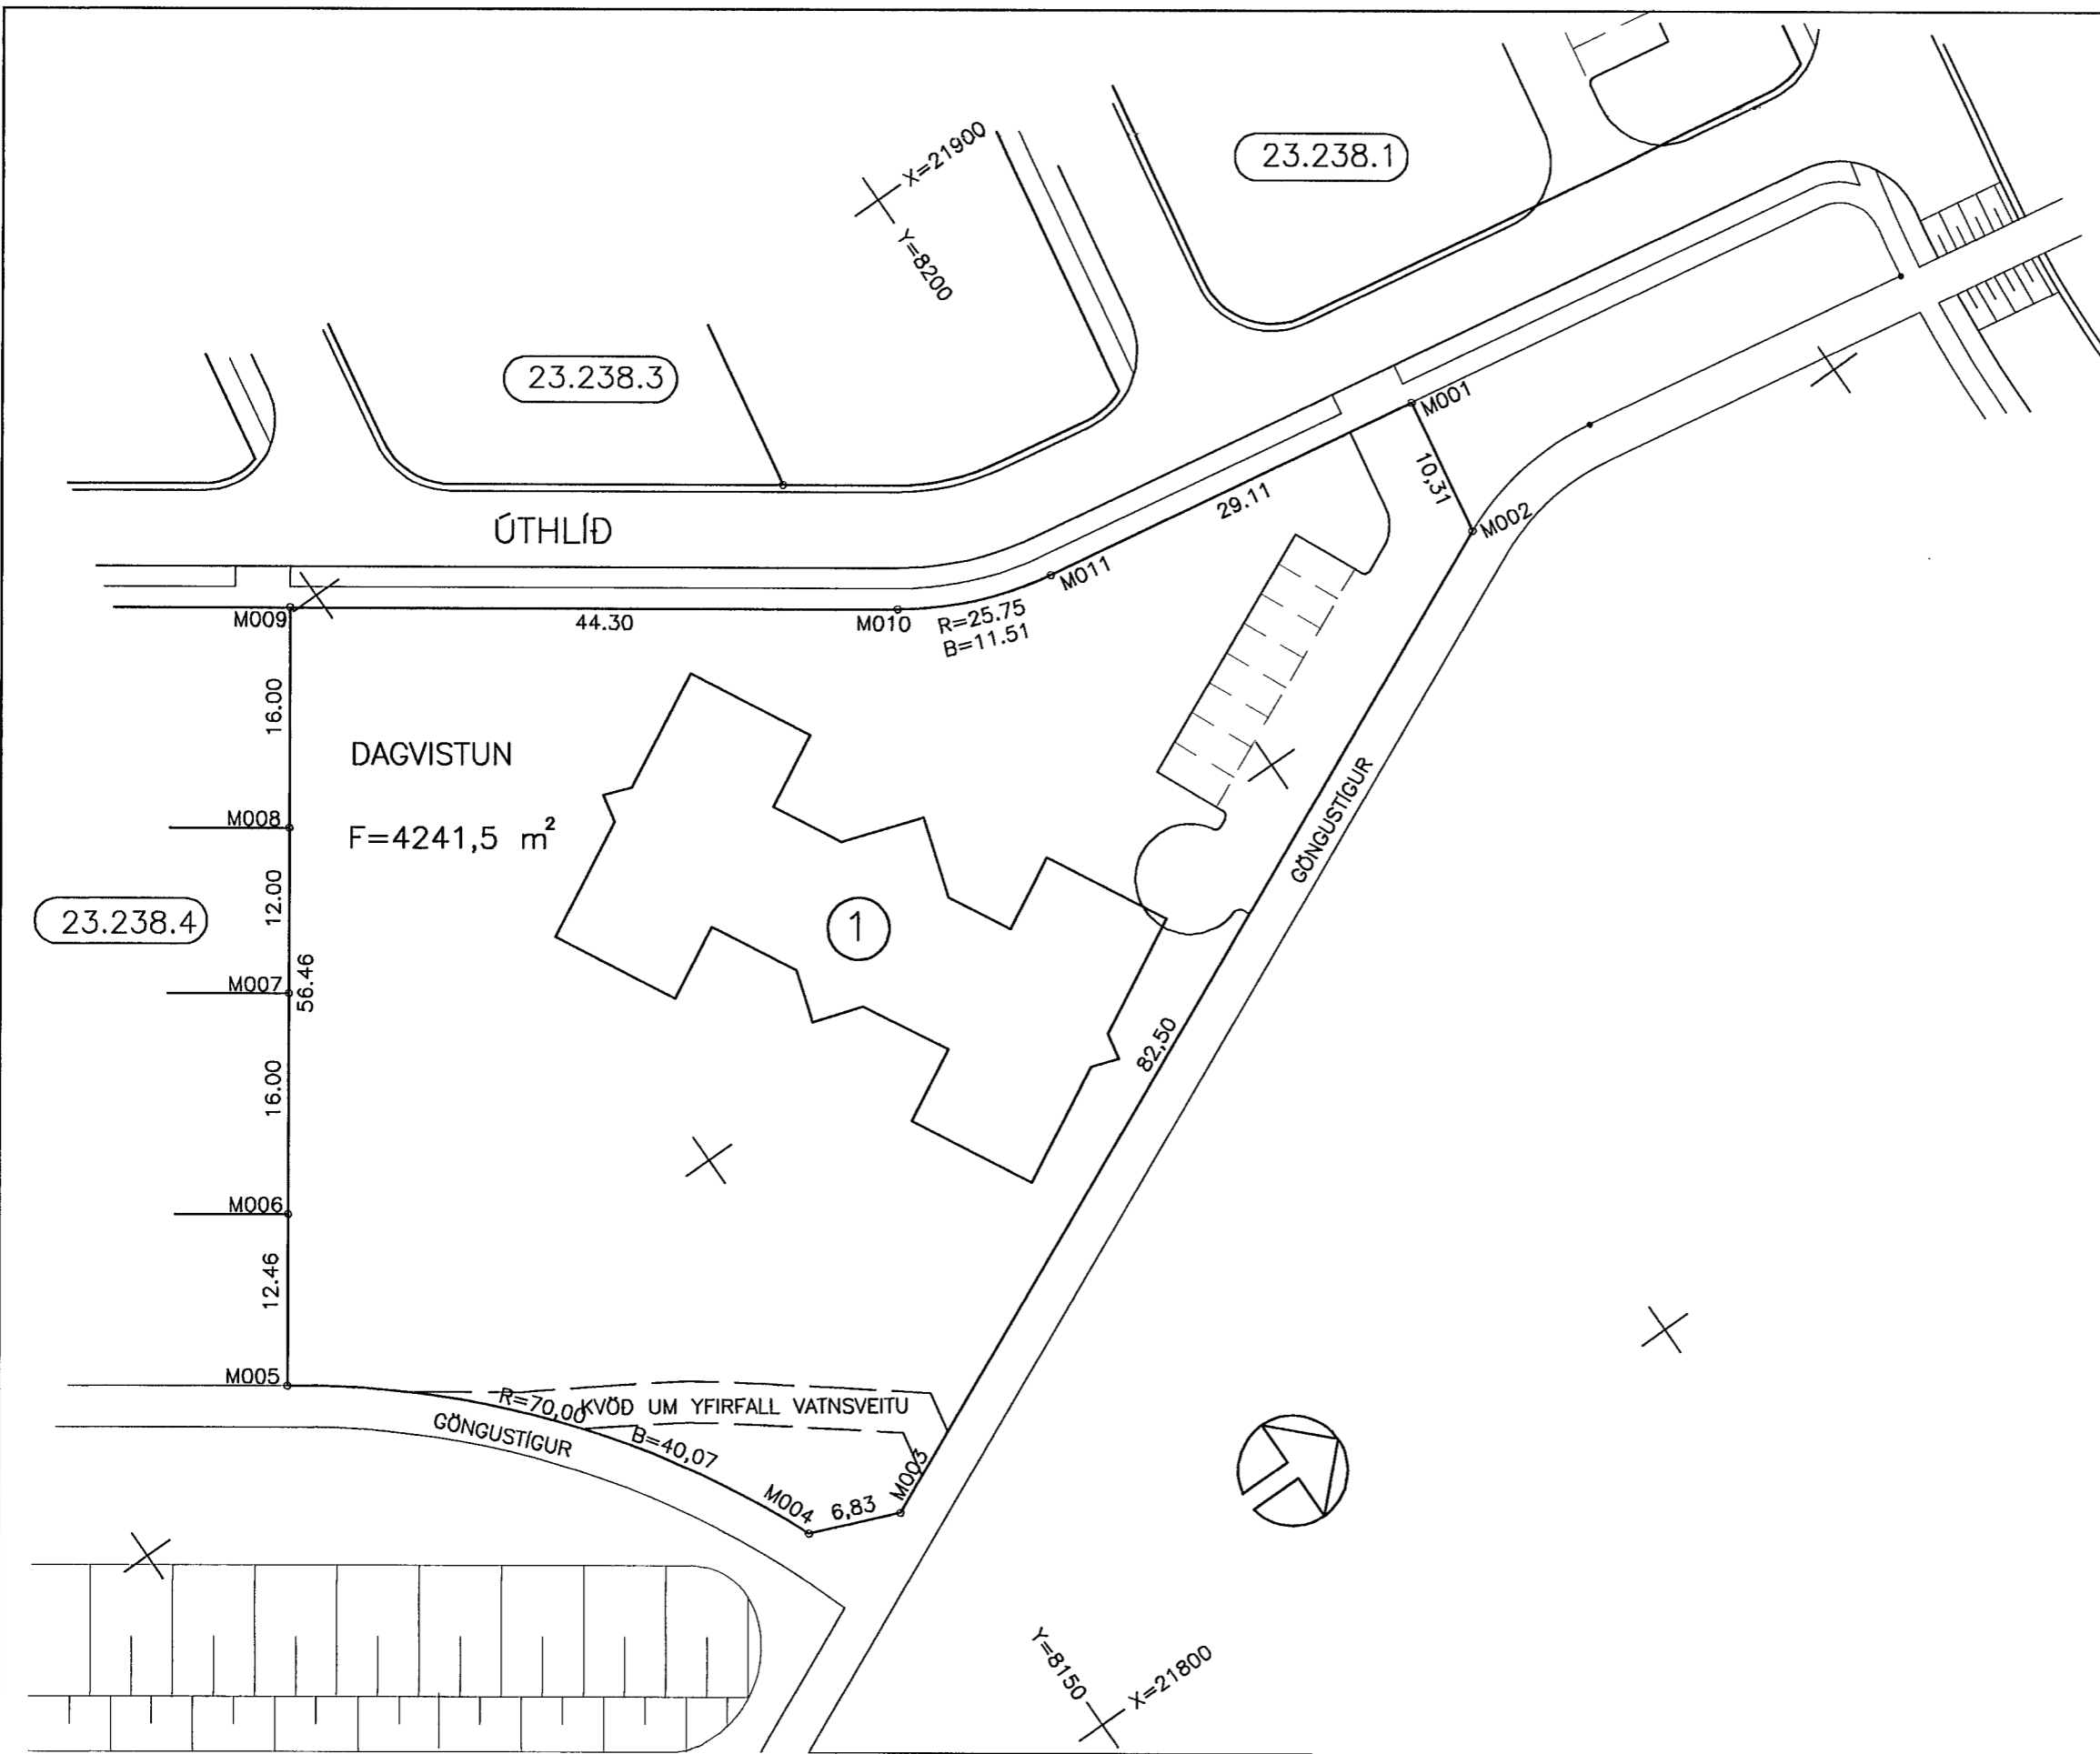 X=21900
Y=8200
23.238.1
23.238.3
M001
10,31
M002
29.11
ÚTHLÍÐ
M011
R=25.75
B=11.51
M009
44.30
M010
16.00
DAGVISTUN
F=4241,5 m²
M008
GÖNGUSTÍGUR
12.00
23.238.4
1
56.46
M007
82,50
16.00
M006
12.46
M005
R=70,00
KVÖÐ UM YFIRFALL VATNSVEITU
GÖNGUSTÍGUR
B=40,07
M003
M004
6,83
Y=8150
X=21800